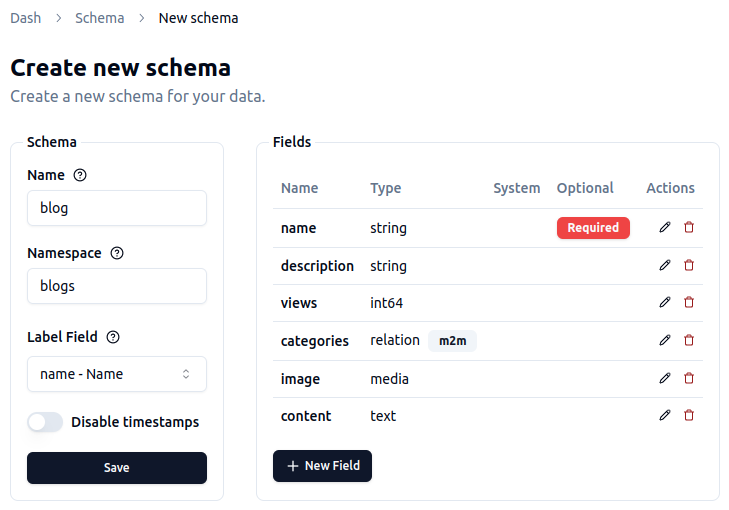 Dash > Schema > New schema
Create new schema
Create a new schema for your data.
Schema
Name
blog
Namespace
blogs
Label Field
name - Name
Disable timestamps
Save
Fields
Name Type System Optional Actions
name string Required
description string
views int64
categories relation m2m
image media
content text
+ New Field